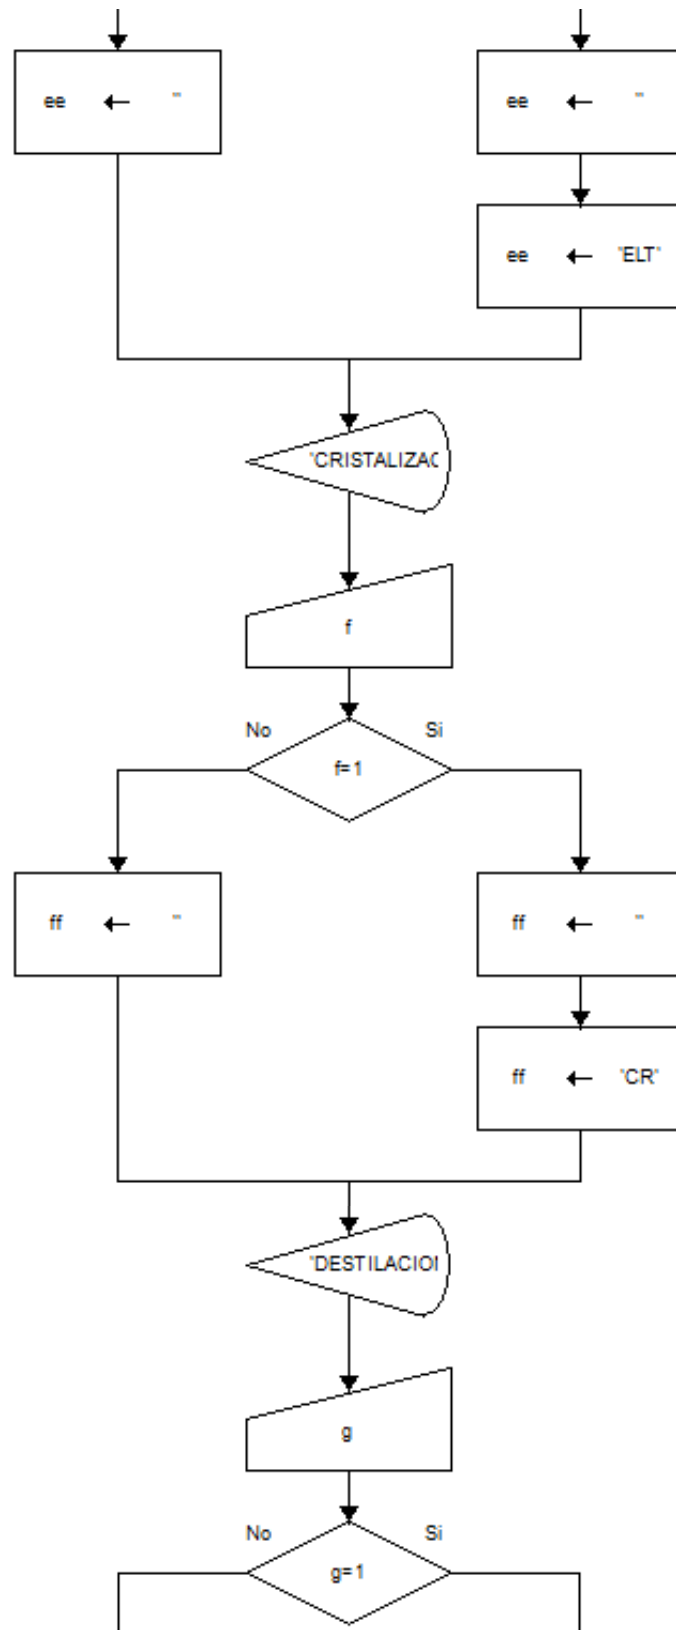 ee ← ""
ee ← ""
ee ← "ELT"
"CRISTALIZAC
f
No
Si
f=1
ff ← ""
ff ← ""
ff ← "CR"
"DESTILACIOI
g
No
Si
g=1